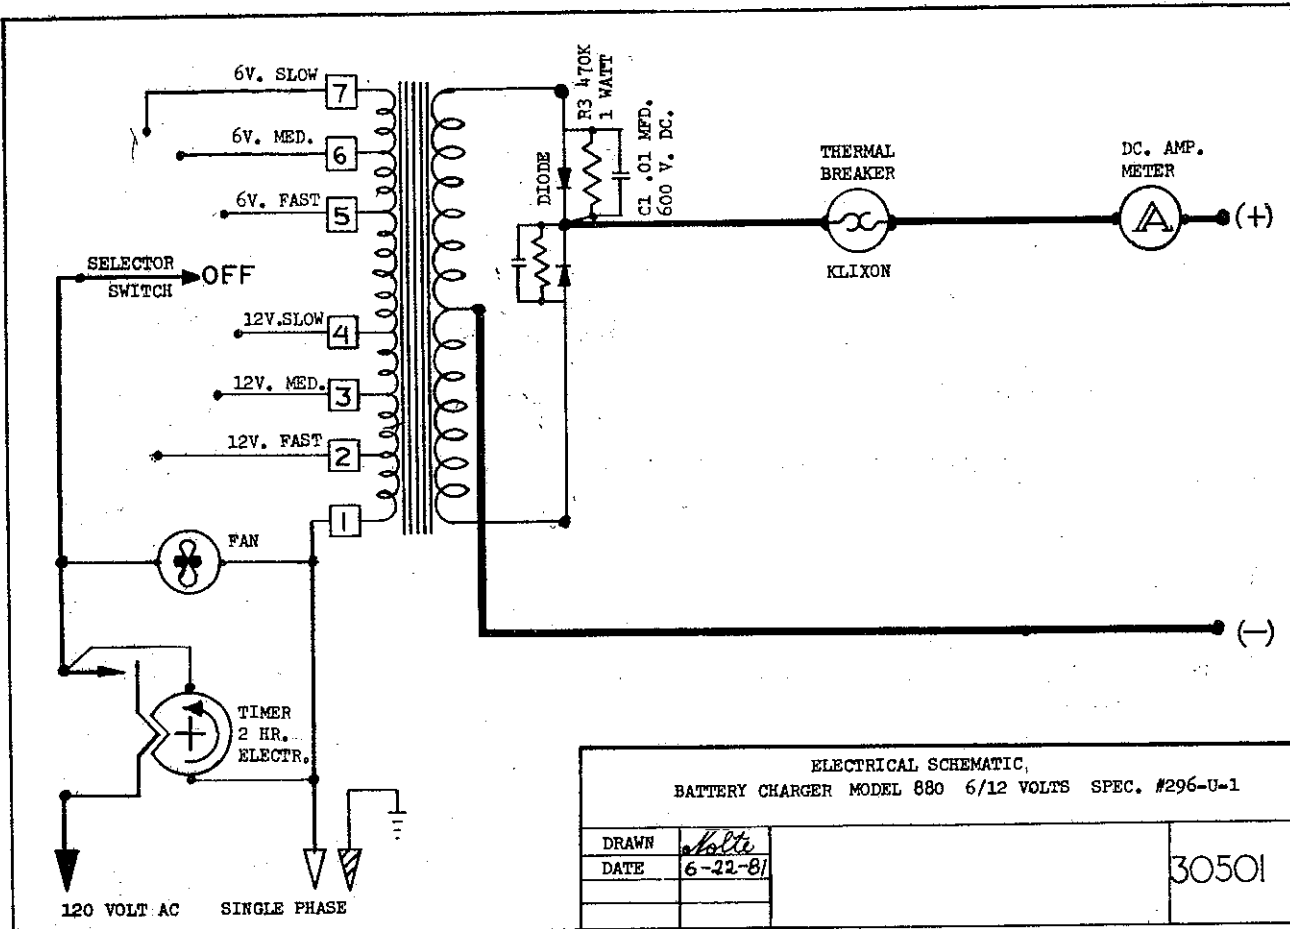 6V. SLOW
7
6V. MED.
6
6V. FAST
5
SELECTOR
SWITCH
OFF
12V.SLOW
4
12V. MED.
3
12V. FAST
2
1
FAN
TIMER
2 HR.
ELECTR.
120 VOLT AC
SINGLE PHASE
DIODE
R3 470K
1 WATT
C1 .01 MFD.
600 V. DC.
THERMAL
BREAKER
KLIXON
DC. AMP.
METER
A
(+)
(-)
ELECTRICAL SCHEMATIC,
BATTERY CHARGER MODEL 880 6/12 VOLTS SPEC. #296-U-1
DRAWN Nolte
DATE 6-22-81
30501